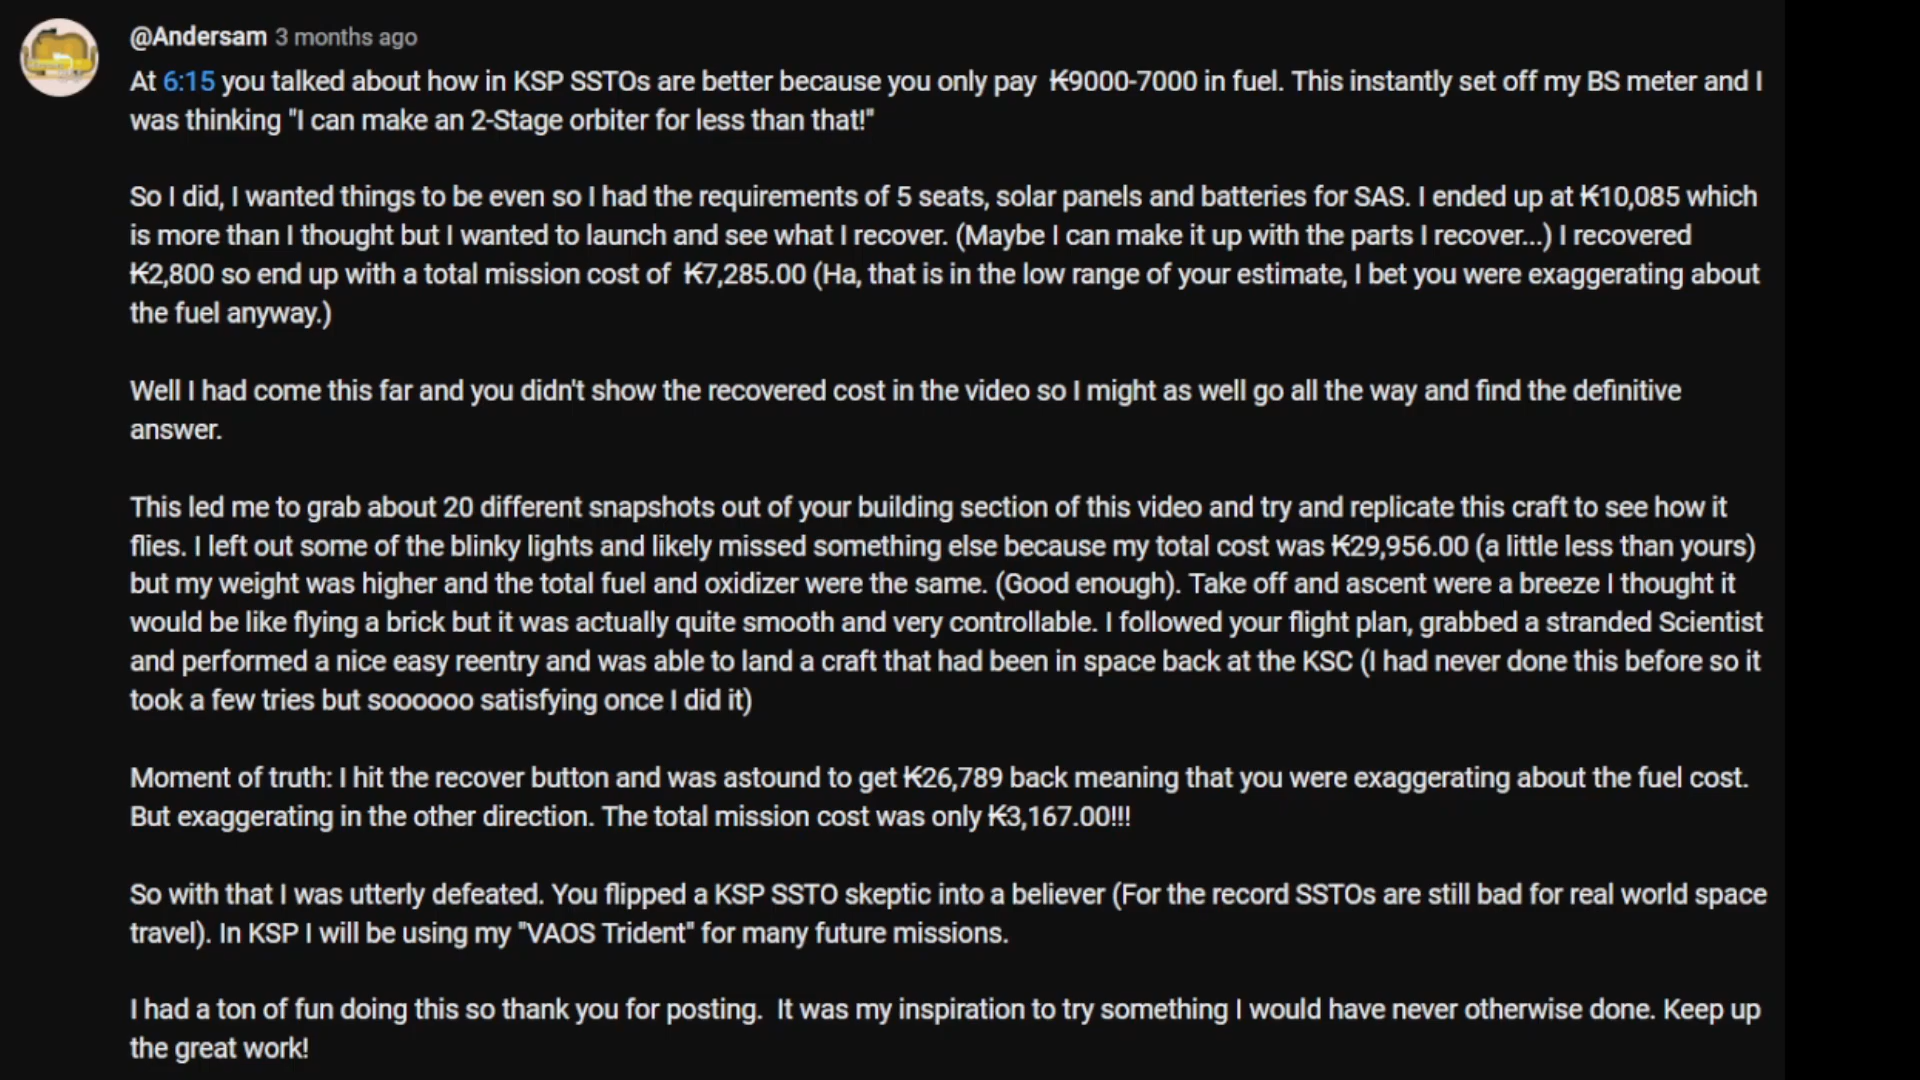 @Andersam 3 months ago
At 6:15 you talked about how in KSP SSTOs are better because you only pay  ₭9000-7000 in fuel. This instantly set off my BS meter and I
was thinking "I can make an 2-Stage orbiter for less than that!"
So I did, I wanted things to be even so I had the requirements of 5 seats, solar panels and batteries for SAS. I ended up at ₭10,085 which
is more than I thought but I wanted to launch and see what I recover. (Maybe I can make it up with the parts I recover...) I recovered
₭2,800 so end up with a total mission cost of  ₭7,285.00 (Ha, that is in the low range of your estimate, I bet you were exaggerating about
the fuel anyway.)
Well I had come this far and you didn't show the recovered cost in the video so I might as well go all the way and find the definitive
answer.
This led me to grab about 20 different snapshots out of your building section of this video and try and replicate this craft to see how it
flies. I left out some of the blinky lights and likely missed something else because my total cost was ₭29,956.00 (a little less than yours)
but my weight was higher and the total fuel and oxidizer were the same. (Good enough). Take off and ascent were a breeze I thought it
would be like flying a brick but it was actually quite smooth and very controllable. I followed your flight plan, grabbed a stranded Scientist
and performed a nice easy reentry and was able to land a craft that had been in space back at the KSC (I had never done this before so it
took a few tries but soooooo satisfying once I did it)
Moment of truth: I hit the recover button and was astound to get ₭26,789 back meaning that you were exaggerating about the fuel cost.
But exaggerating in the other direction. The total mission cost was only ₭3,167.00!!!
So with that I was utterly defeated. You flipped a KSP SSTO skeptic into a believer (For the record SSTOs are still bad for real world space
travel). In KSP I will be using my "VAOS Trident" for many future missions.
I had a ton of fun doing this so thank you for posting.  It was my inspiration to try something I would have never otherwise done. Keep up
the great work!